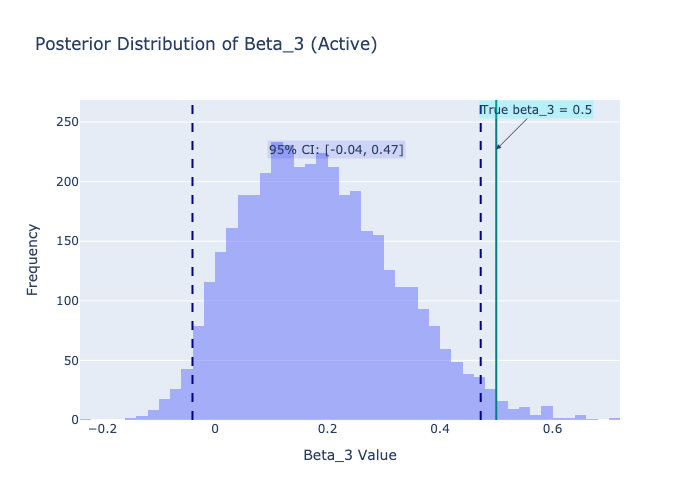 Posterior Distribution of Beta_3 (Active)
True beta_3 = 0.5
95% CI: [-0.04, 0.47]
250
200
150
100
50
0
Frequency
−0.2 0 0.2 0.4 0.6
Beta_3 Value